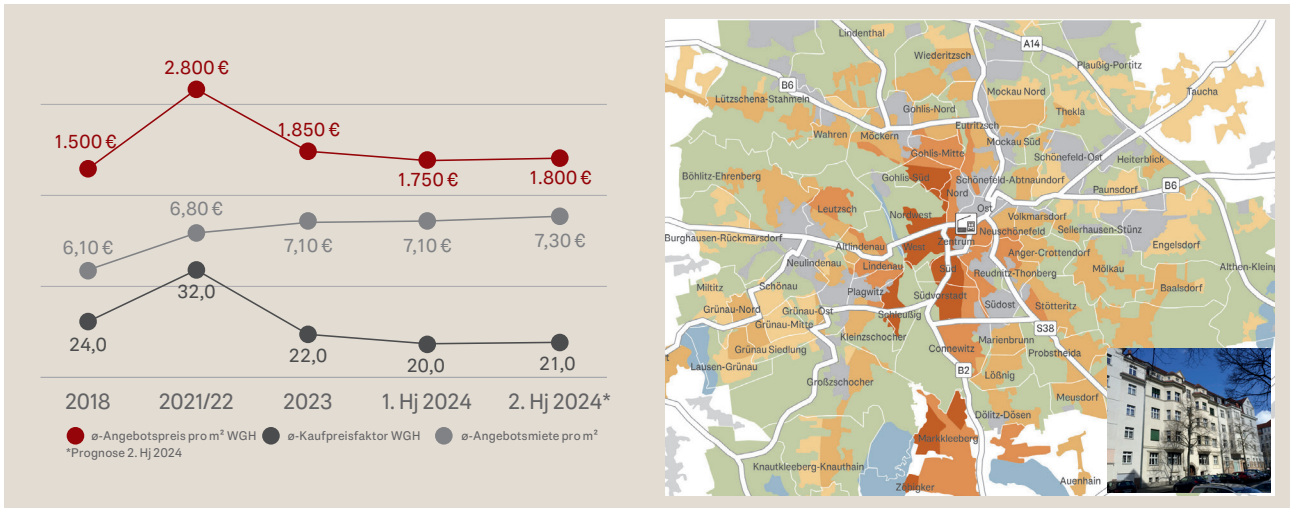 2.800 €
1.500 €
1.850 €
1.750 €
1.800 €
6,80 €
6,10 €
7,10 €
7,10 €
7,30 €
32,0
24,0
22,0
20,0
21,0
2018
2021/22
2023
1. Hj 2024
2. Hj 2024*
ø-Angebotspreis pro m² WGH
ø-Kaufpreisfaktor WGH
ø-Angebotsmiete pro m²
*Prognose 2. Hj 2024
Lindenthal
A14
Wiederitzsch
Plaußig-Portitz
B6
Mockau Nord
Taucha
Lützschena-Stahmeln
Gohlis-Nord
Thekla
Wahren
Möckern
Eutritzsch
Mockau Süd
Gohlis-Mitte
Schönefeld-Ost
Heiterblick
Böhlitz-Ehrenberg
Gohlis-Süd
Schönefeld-Abtnaundorf
Nord
Paunsdorf
B6
Leutzsch
Nordwest
Ost
Volkmarsdorf
Burghausen-Rückmarsdorf
Altlindenau
West
Zentrum
Neuschönefeld
Sellerhausen-Stünz
Engelsdorf
Neulindenau
Lindenau
Anger-Crottendorf
Süd
Reudnitz-Thonberg
Mölkau
Althen-Kleinp
Miltitz
Schönau
Plagwitz
Südvorstadt
Baalsdorf
Grünau-Nord
Grünau-Ost
Schleußig
Südost
Stötteritz
Grünau-Mitte
S38
Kleinzschocher
Marienbrunn
Grünau Siedlung
Connewitz
Probstheida
Lausen-Grünau
B2
Lößnig
Großzschocher
Meusdorf
Dölitz-Dösen
Markkleeberg
Knautkleeberg-Knauthain
Auenhain
Zöbigker